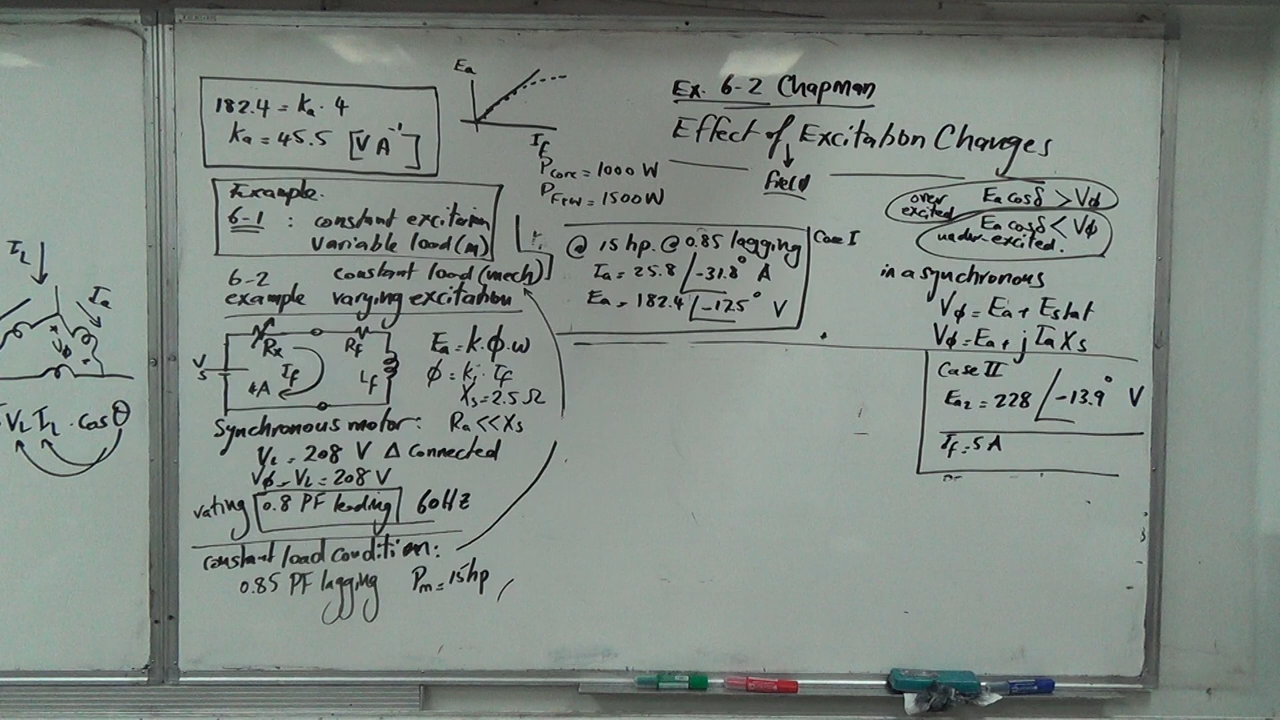 182.4 = Ka · 4
Ka = 45.5 [V A⁻¹]
Ea
If
Ex. 6-2 Chapman
Effect of Excitation Changes
field
Pcore = 1000 W
PF&W = 1500 W
Example.
6-1 : constant excitation
variable load (m)
6-2 constant load (mech)
example varying excitation
Vs
Rx
Rf
If
Lf
4A
Ea = k·ϕ·ω
ϕ = kj · If
Xs = 2.5 Ω
Synchronous motor: Ra << Xs
VL = 208 V Δ Connected
Vϕ = VL = 208 V
rating 0.8 PF leading 60 HZ
constant load condition:
0.85 PF lagging Pm = 15hp
@ 15 hp. @ 0.85 lagging
Case I
Ia = 25.8 /-31.8° A
Ea = 182.4 /-17.5° V
over excited
Ea cosδ > Vϕ
Ea cosδ < Vϕ
under-excited.
in a synchronous
Vϕ = Ea + Estat
Vϕ = Ea + j Ia Xs
Case II
Ea2 = 228 /-13.9° V
If = 5 A
IL
Ia
VL IL · cos θ